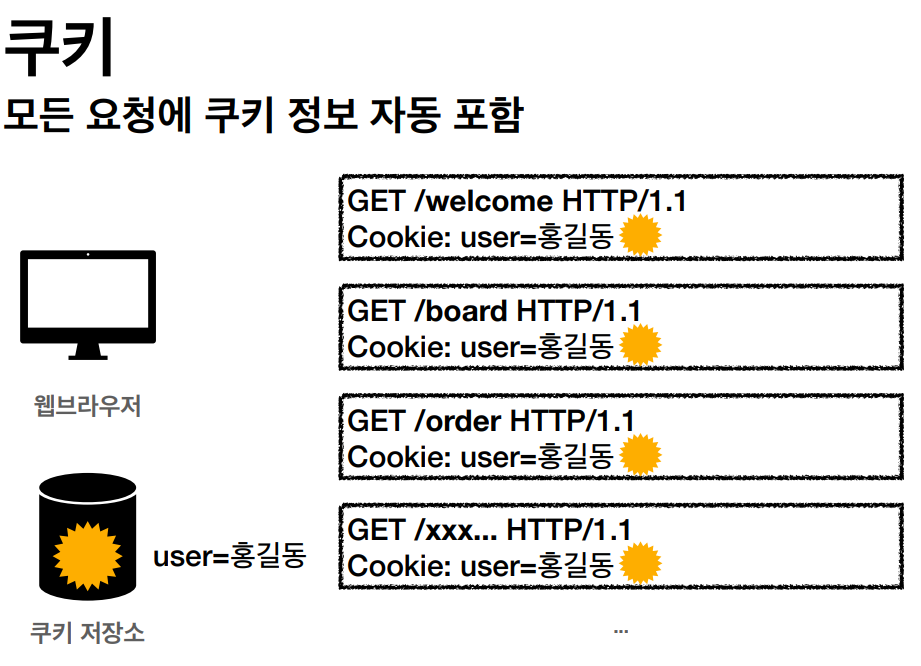 쿠키
모든 요청에 쿠키 정보 자동 포함
GET /welcome HTTP/1.1
Cookie: user=홍길동
GET /board HTTP/1.1
Cookie: user=홍길동
웹브라우저
GET /order HTTP/1.1
Cookie: user=홍길동
GET /xxx... HTTP/1.1
Cookie: user=홍길동
user=홍길동
쿠키 저장소
...